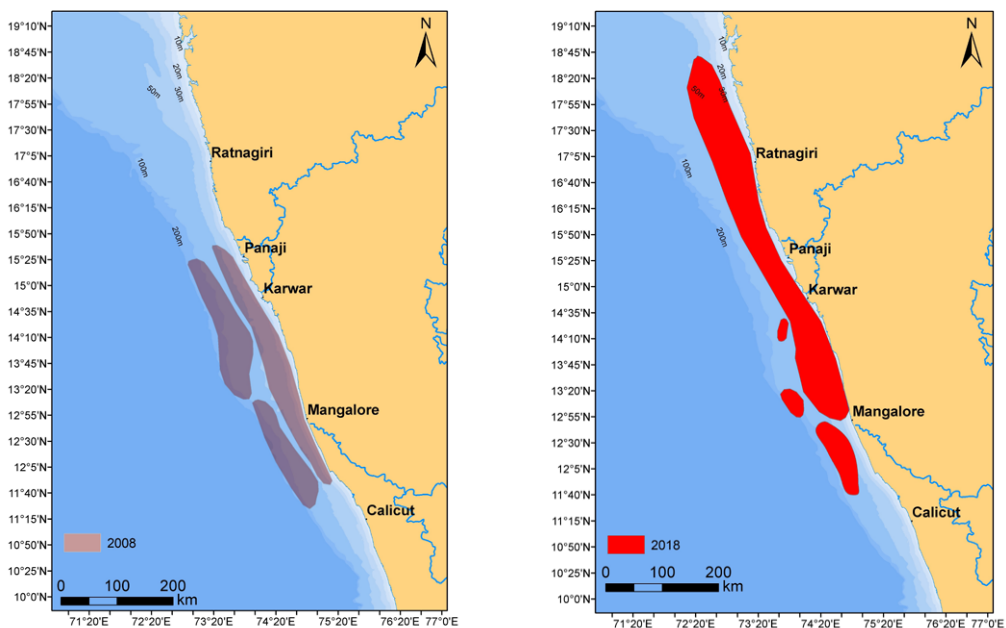 N
19°10'N
18°45'N
18°20'N
17°55'N
17°30'N
17°5'N
16°40'N
16°15'N
15°50'N
15°25'N
15°0'N
14°35'N
14°10'N
13°45'N
13°20'N
12°55'N
12°30'N
12°5'N
11°40'N
11°15'N
10°50'N
10°25'N
10°0'N
10m
20m
30m
50m
100m
200m
Ratnagiri
Panaji
Karwar
Mangalore
Calicut
2008
0 100 200
km
71°20'E 72°20'E 73°20'E 74°20'E 75°20'E 76°20'E 77°0'E
N
19°10'N
18°45'N
18°20'N
17°55'N
17°30'N
17°5'N
16°40'N
16°15'N
15°50'N
15°25'N
15°0'N
14°35'N
14°10'N
13°45'N
13°20'N
12°55'N
12°30'N
12°5'N
11°40'N
11°15'N
10°50'N
10°25'N
10°0'N
10m
20m
30m
50m
100m
200m
Ratnagiri
Panaji
Karwar
Mangalore
Calicut
2018
0 100 200
km
71°20'E 72°20'E 73°20'E 74°20'E 75°20'E 76°20'E 77°0'E